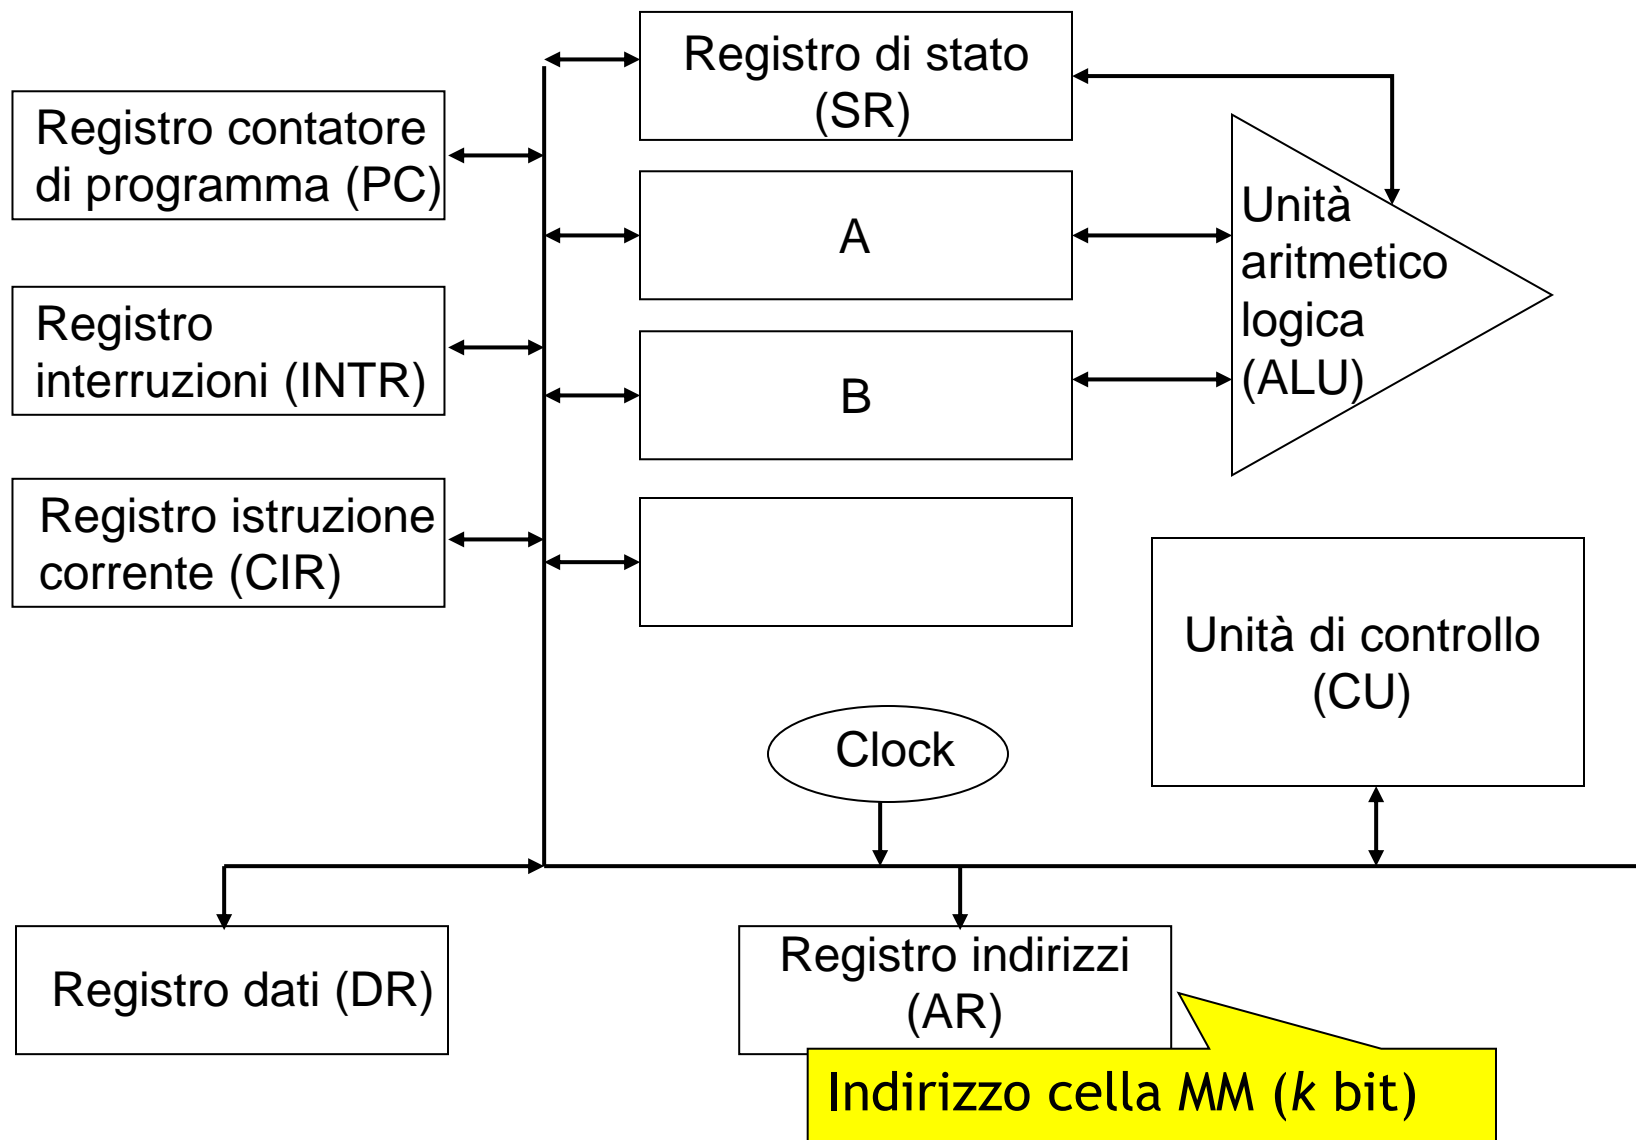 Registro di stato
(SR)
Registro contatore
di programma (PC)
A
Unità
aritmetico
logica
(ALU)
Registro
interruzioni (INTR)
B
Registro istruzione
corrente (CIR)
Unità di controllo
(CU)
Clock
Registro dati (DR)
Registro indirizzi
(AR)
Indirizzo cella MM (k bit)